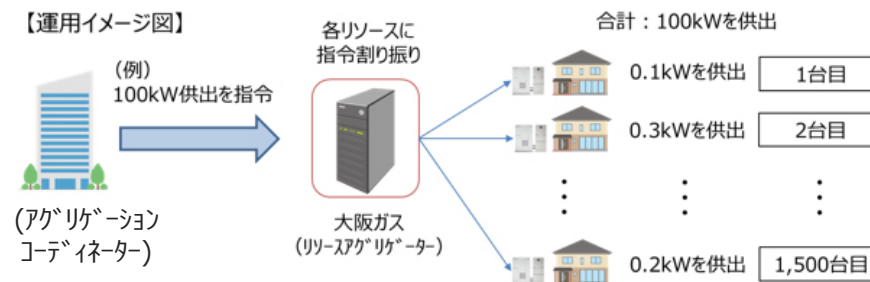 【運用イメージ図】
(例)
100kW供出を指令
(ｱｸﾞﾘｹﾞｰｼｮﾝ
ｺｰﾃﾞｨﾈｰﾀｰ)
各リソースに
指令割り振り
大阪ガス
(ﾘｿｰｽｱｸﾞﾘｹﾞｰﾀｰ)
合計：100kWを供出
0.1kWを供出 1台目
0.3kWを供出 2台目
⋮ ⋮ ⋮
0.2kWを供出 1,500台目